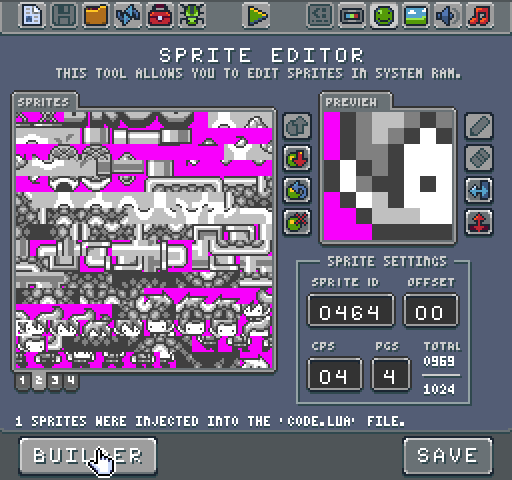 SPRITE EDITOR
THIS TOOL ALLOWS YOU TO EDIT SPRITES IN SYSTEM RAM.
SPRITES
PREVIEW
SPRITE SETTINGS
SPRITE ID OFFSET
0464 00
CPS PGS TOTAL
0969
04 4
1024
1 2 3 4
1 SPRITES WERE INJECTED INTO THE 'CODE.LUA' FILE.
BUILDER SAVE